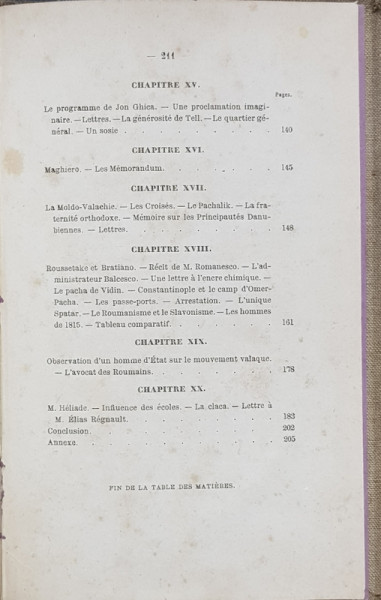 — 211 —
CHAPITRE XV.
Pages.
Le programme de Jon Ghica. — Une proclamation imagi-
naire. — Lettres. — La générosité de Tell. — Le quartier gé-
néral. — Un sosie . . . . . . . . 140
CHAPITRE XVI.
Maghiero. — Les Mémorandum. . . . . . 145
CHAPITRE XVII.
La Moldo-Valachie. — Les Croisés. — Le Pachalik. — La fra-
ternité orthodoxe. — Mémoire sur les Principautés Danu-
biennes. — Lettres. . . . . . . . 148
CHAPITRE XVIII.
Roussetake et Bratiano. — Récit de M. Romanesco. — L'ad-
ministrateur Balcesco. — Une lettre à l'encre chimique. —
Le pacha de Vidin. — Constantinople et le camp d'Omer-
Pacha. — Les passe-ports. — Arrestation. — L'unique
Spatar. — Le Roumanisme et le Slavonisme. — Les hommes
de 1815. — Tableau comparatif. . . . . . 161
CHAPITRE XIX.
Observation d'un homme d'État sur le mouvement valaque. .
— L'avocat des Roumains. . . . . . . 178
CHAPITRE XX.
M. Héliade. — Influence des écoles. — La claca. — Lettre à
M. Élias Régnault. . . . . . . . 183
Conclusion. . . . . . . . . . 202
Annexe. . . . . . . . . . 205
FIN DE LA TABLE DES MATIÈRES.